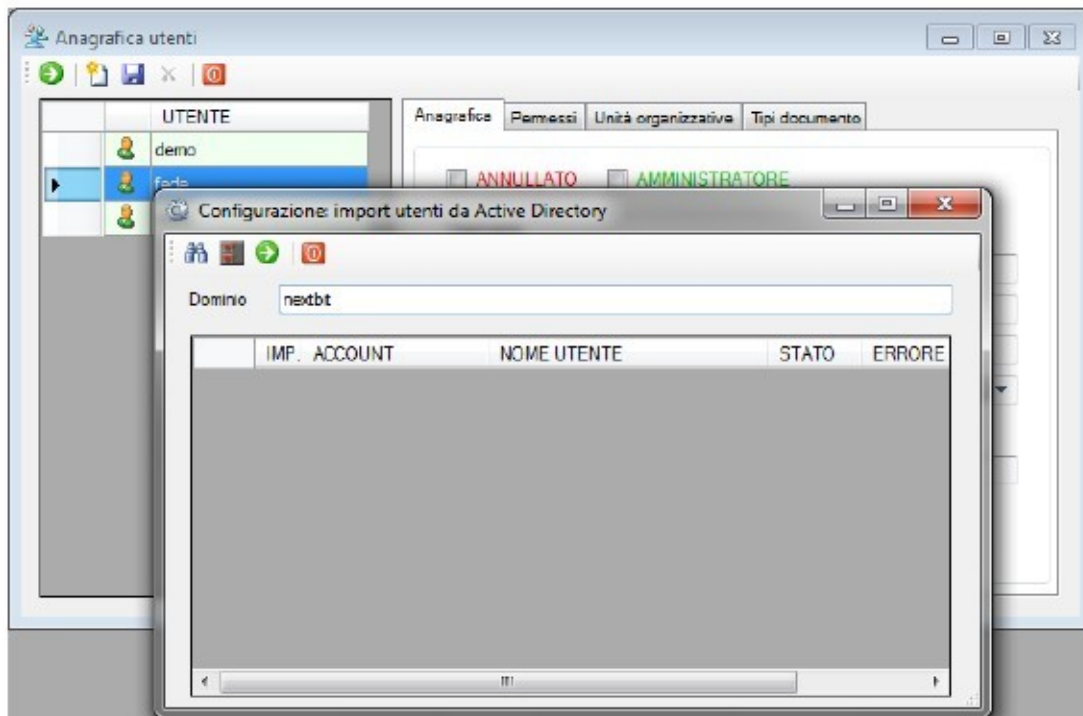 Anagrafica utenti
UTENTE
demo
Anagrafica Permessi Unità organizzative Tipi documento
ANNULLATO AMMINISTRATORE
Configurazione: import utenti da Active Directory
Dominio nextbt
IMP. ACCOUNT NOME UTENTE STATO ERRORE